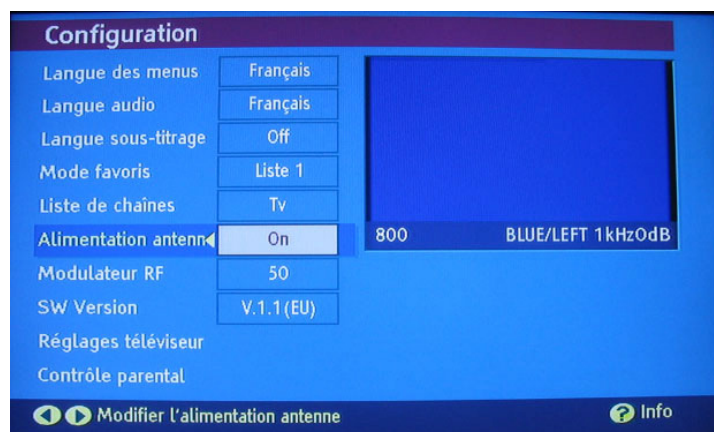 Configuration
Langue des menus Français
Langue audio Français
Langue sous-titrage Off
Mode favoris Liste 1
Liste de chaînes Tv
Alimentation antenn On
800 BLUE/LEFT 1kHz0dB
Modulateur RF 50
SW Version V.1.1(EU)
Réglages téléviseur
Contrôle parental
Modifier l'alimentation antenne
? Info